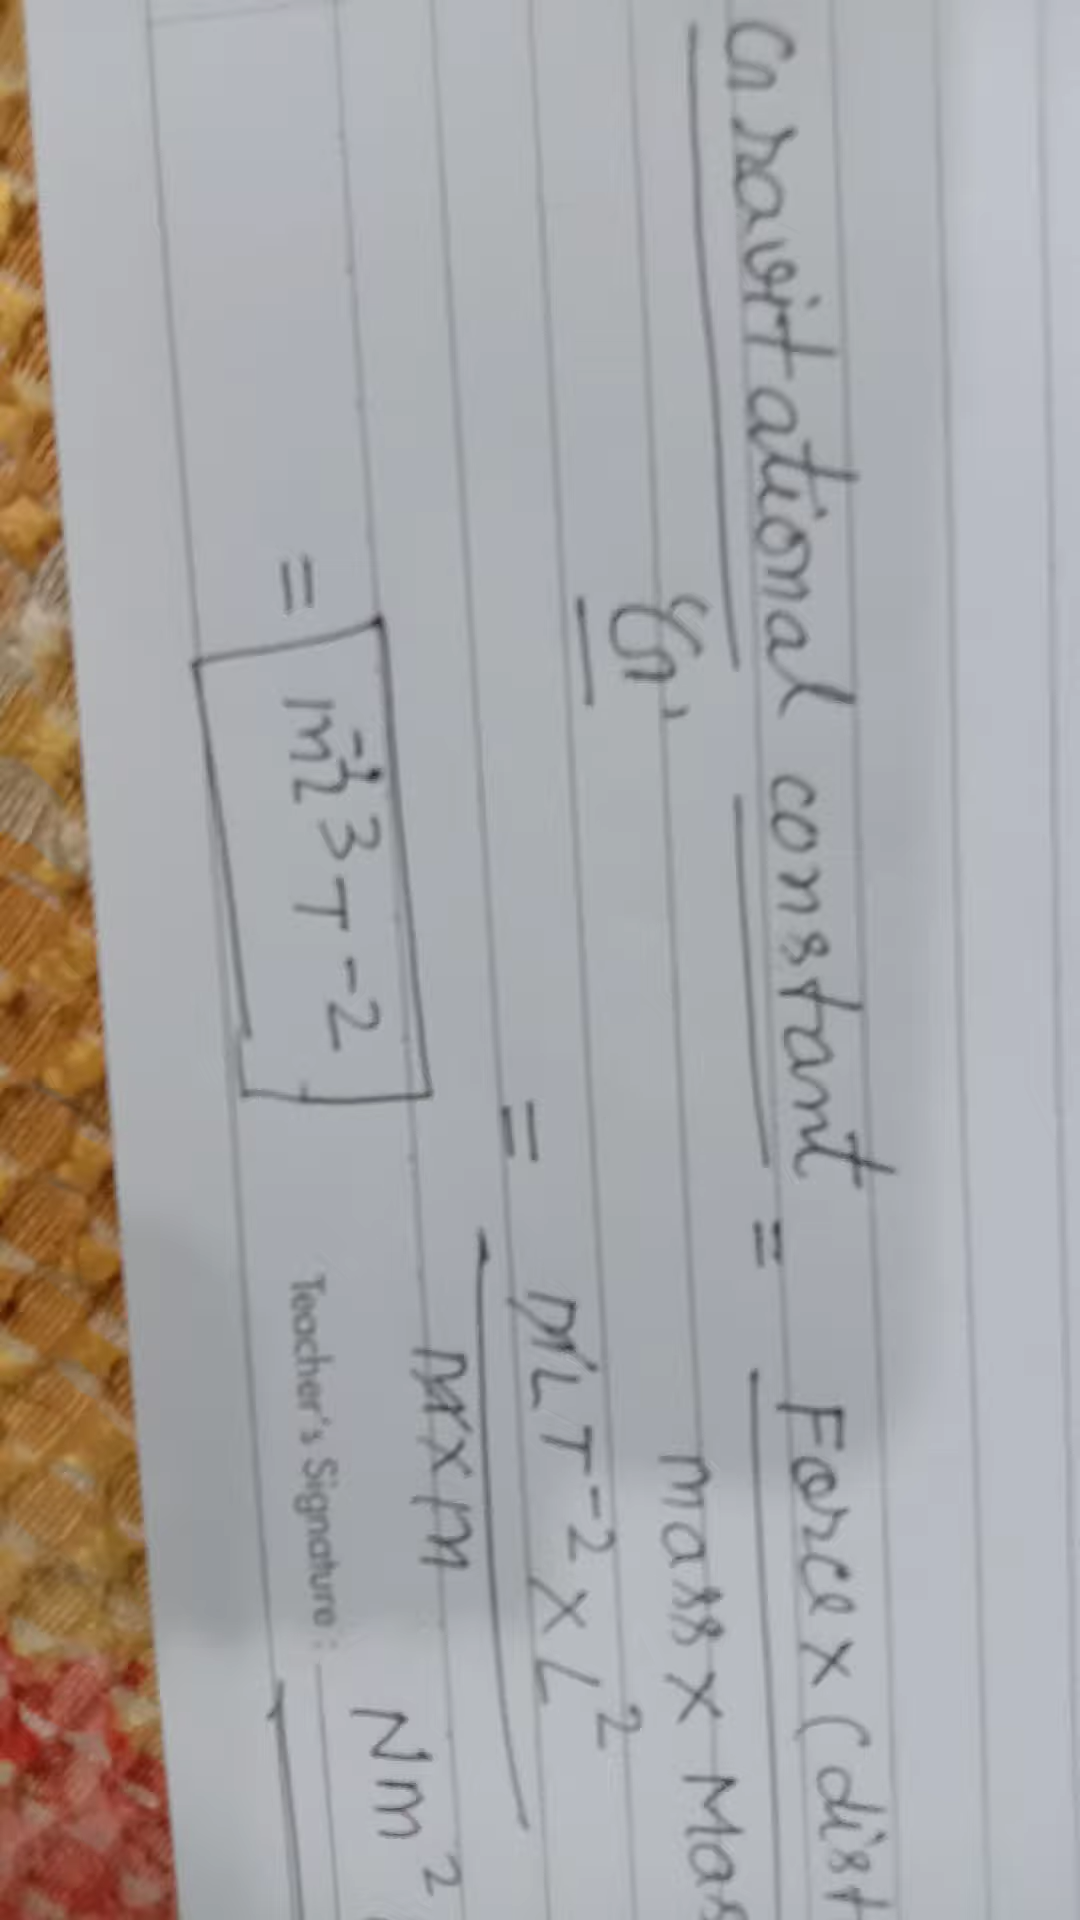 Gravitational constant = Force x (dist
"G" mass x Mas
= MLT-2 x L2
M x M
= M-1L3T-2
Nm2
Teacher's Signature :